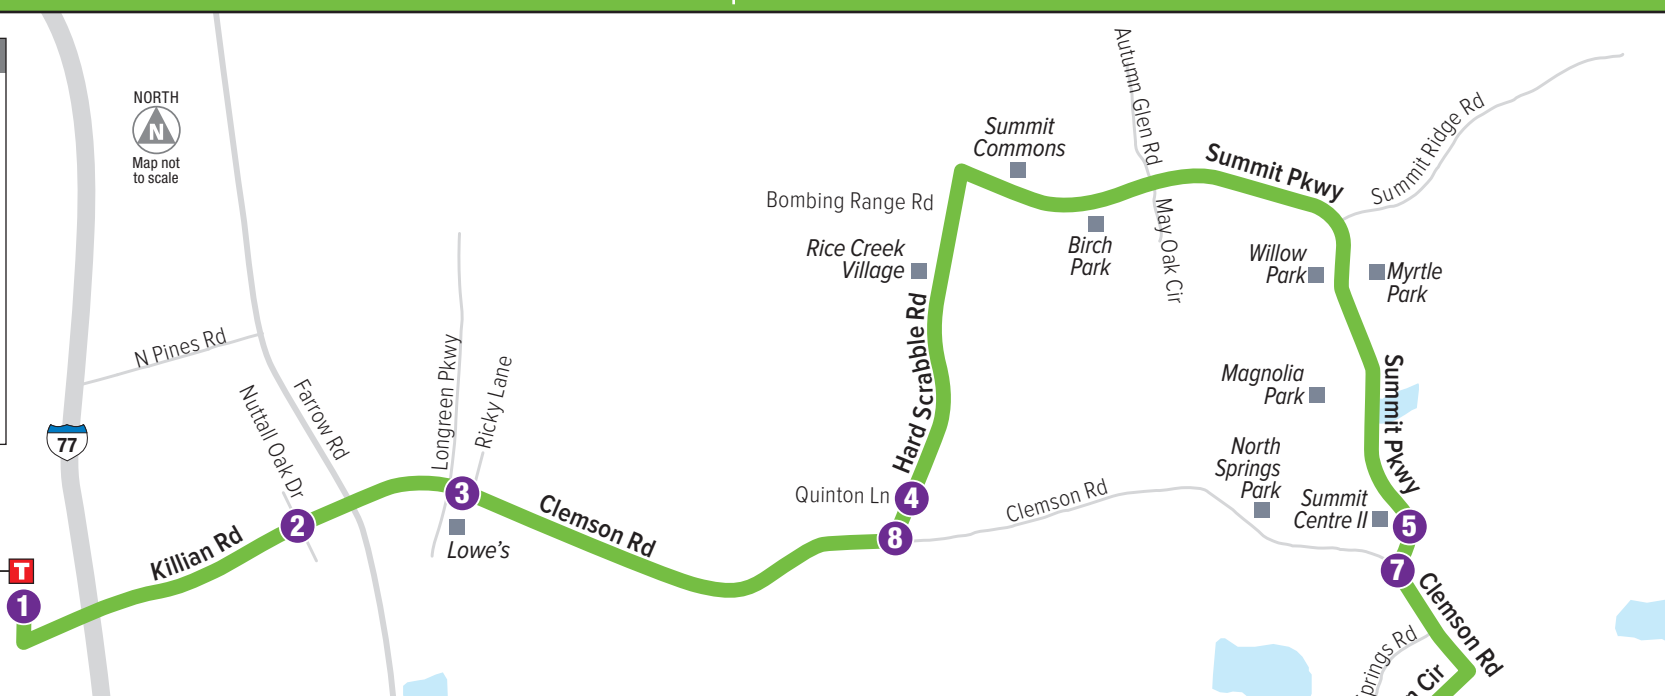 NORTH
N
Map not
to scale
Autumn Glen Rd
Summit
Commons
Summit Pkwy
Summit Ridge Rd
Bombing Range Rd
May Oak Cir
Rice Creek
Village
Birch
Park
Willow
Park
Myrtle
Park
N Pines Rd
Hard Scrabble Rd
Longreen Pkwy
Ricky Lane
Nuttall Oak Dr
Farrow Rd
Magnolia
Park
Summit Pkwy
77
North
Springs
Park
Summit
Centre II
3
Quinton Ln
4
Clemson Rd
2
Clemson Rd
5
Lowe's
8
Killian Rd
T
7
1
Clemson Rd
Cir